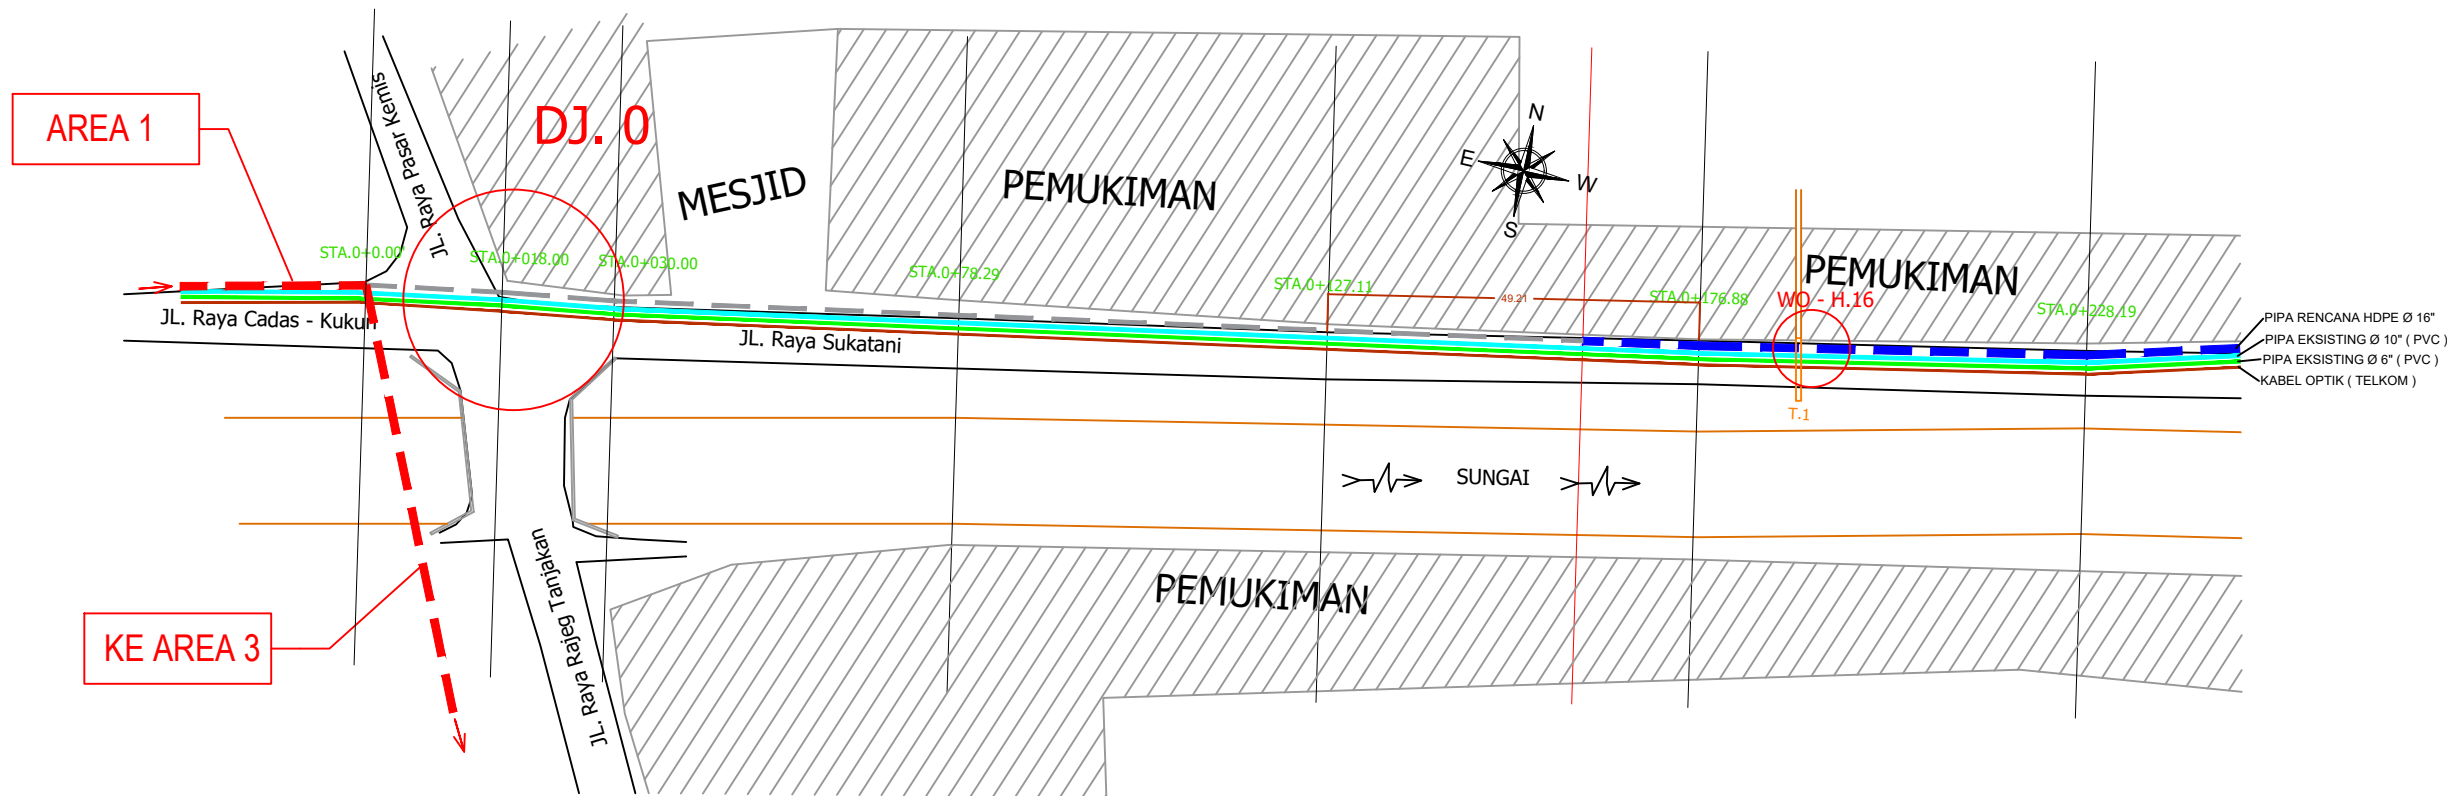 AREA 1
JL. Raya Pasar Kemis
DJ. 0
MESJID
PEMUKIMAN
N
E
W
S
STA.0+0.00
STA.0+018.00
STA.0+030.00
STA.0+78.29
STA.0+127.11
49.21
STA.0+176.88
PEMUKIMAN
WO - H.16
STA.0+228.19
PIPA RENCANA HDPE Ø 16"
PIPA EKSISTING Ø 10" ( PVC )
PIPA EKSISTING Ø 6" ( PVC )
KABEL OPTIK ( TELKOM )
JL. Raya Cadas - Kukun
JL. Raya Sukatani
T.1
SUNGAI
JL. Raya Rajeg Tanjakan
PEMUKIMAN
KE AREA 3